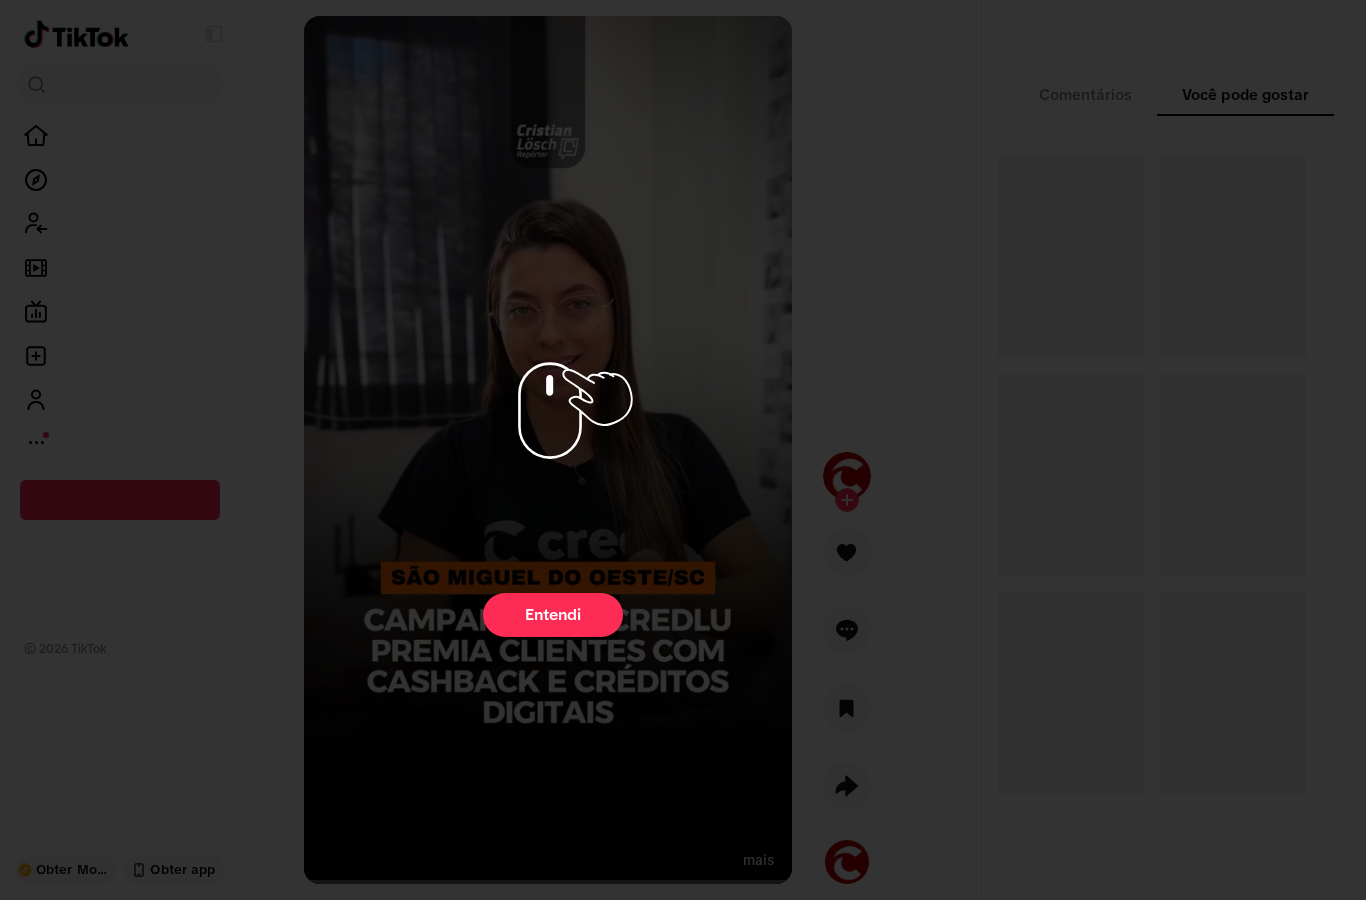 TikTok
Comentários
Você pode gostar
Cristian
Lösch
Repórter
SÃO MIGUEL DO OESTE/SC
Entendi
CREDLU
PREMIA CLIENTES COM
CASHBACK E CRÉDITOS
DIGITAIS
© 2026 TikTok
mais
Obter Mo...
Obter app